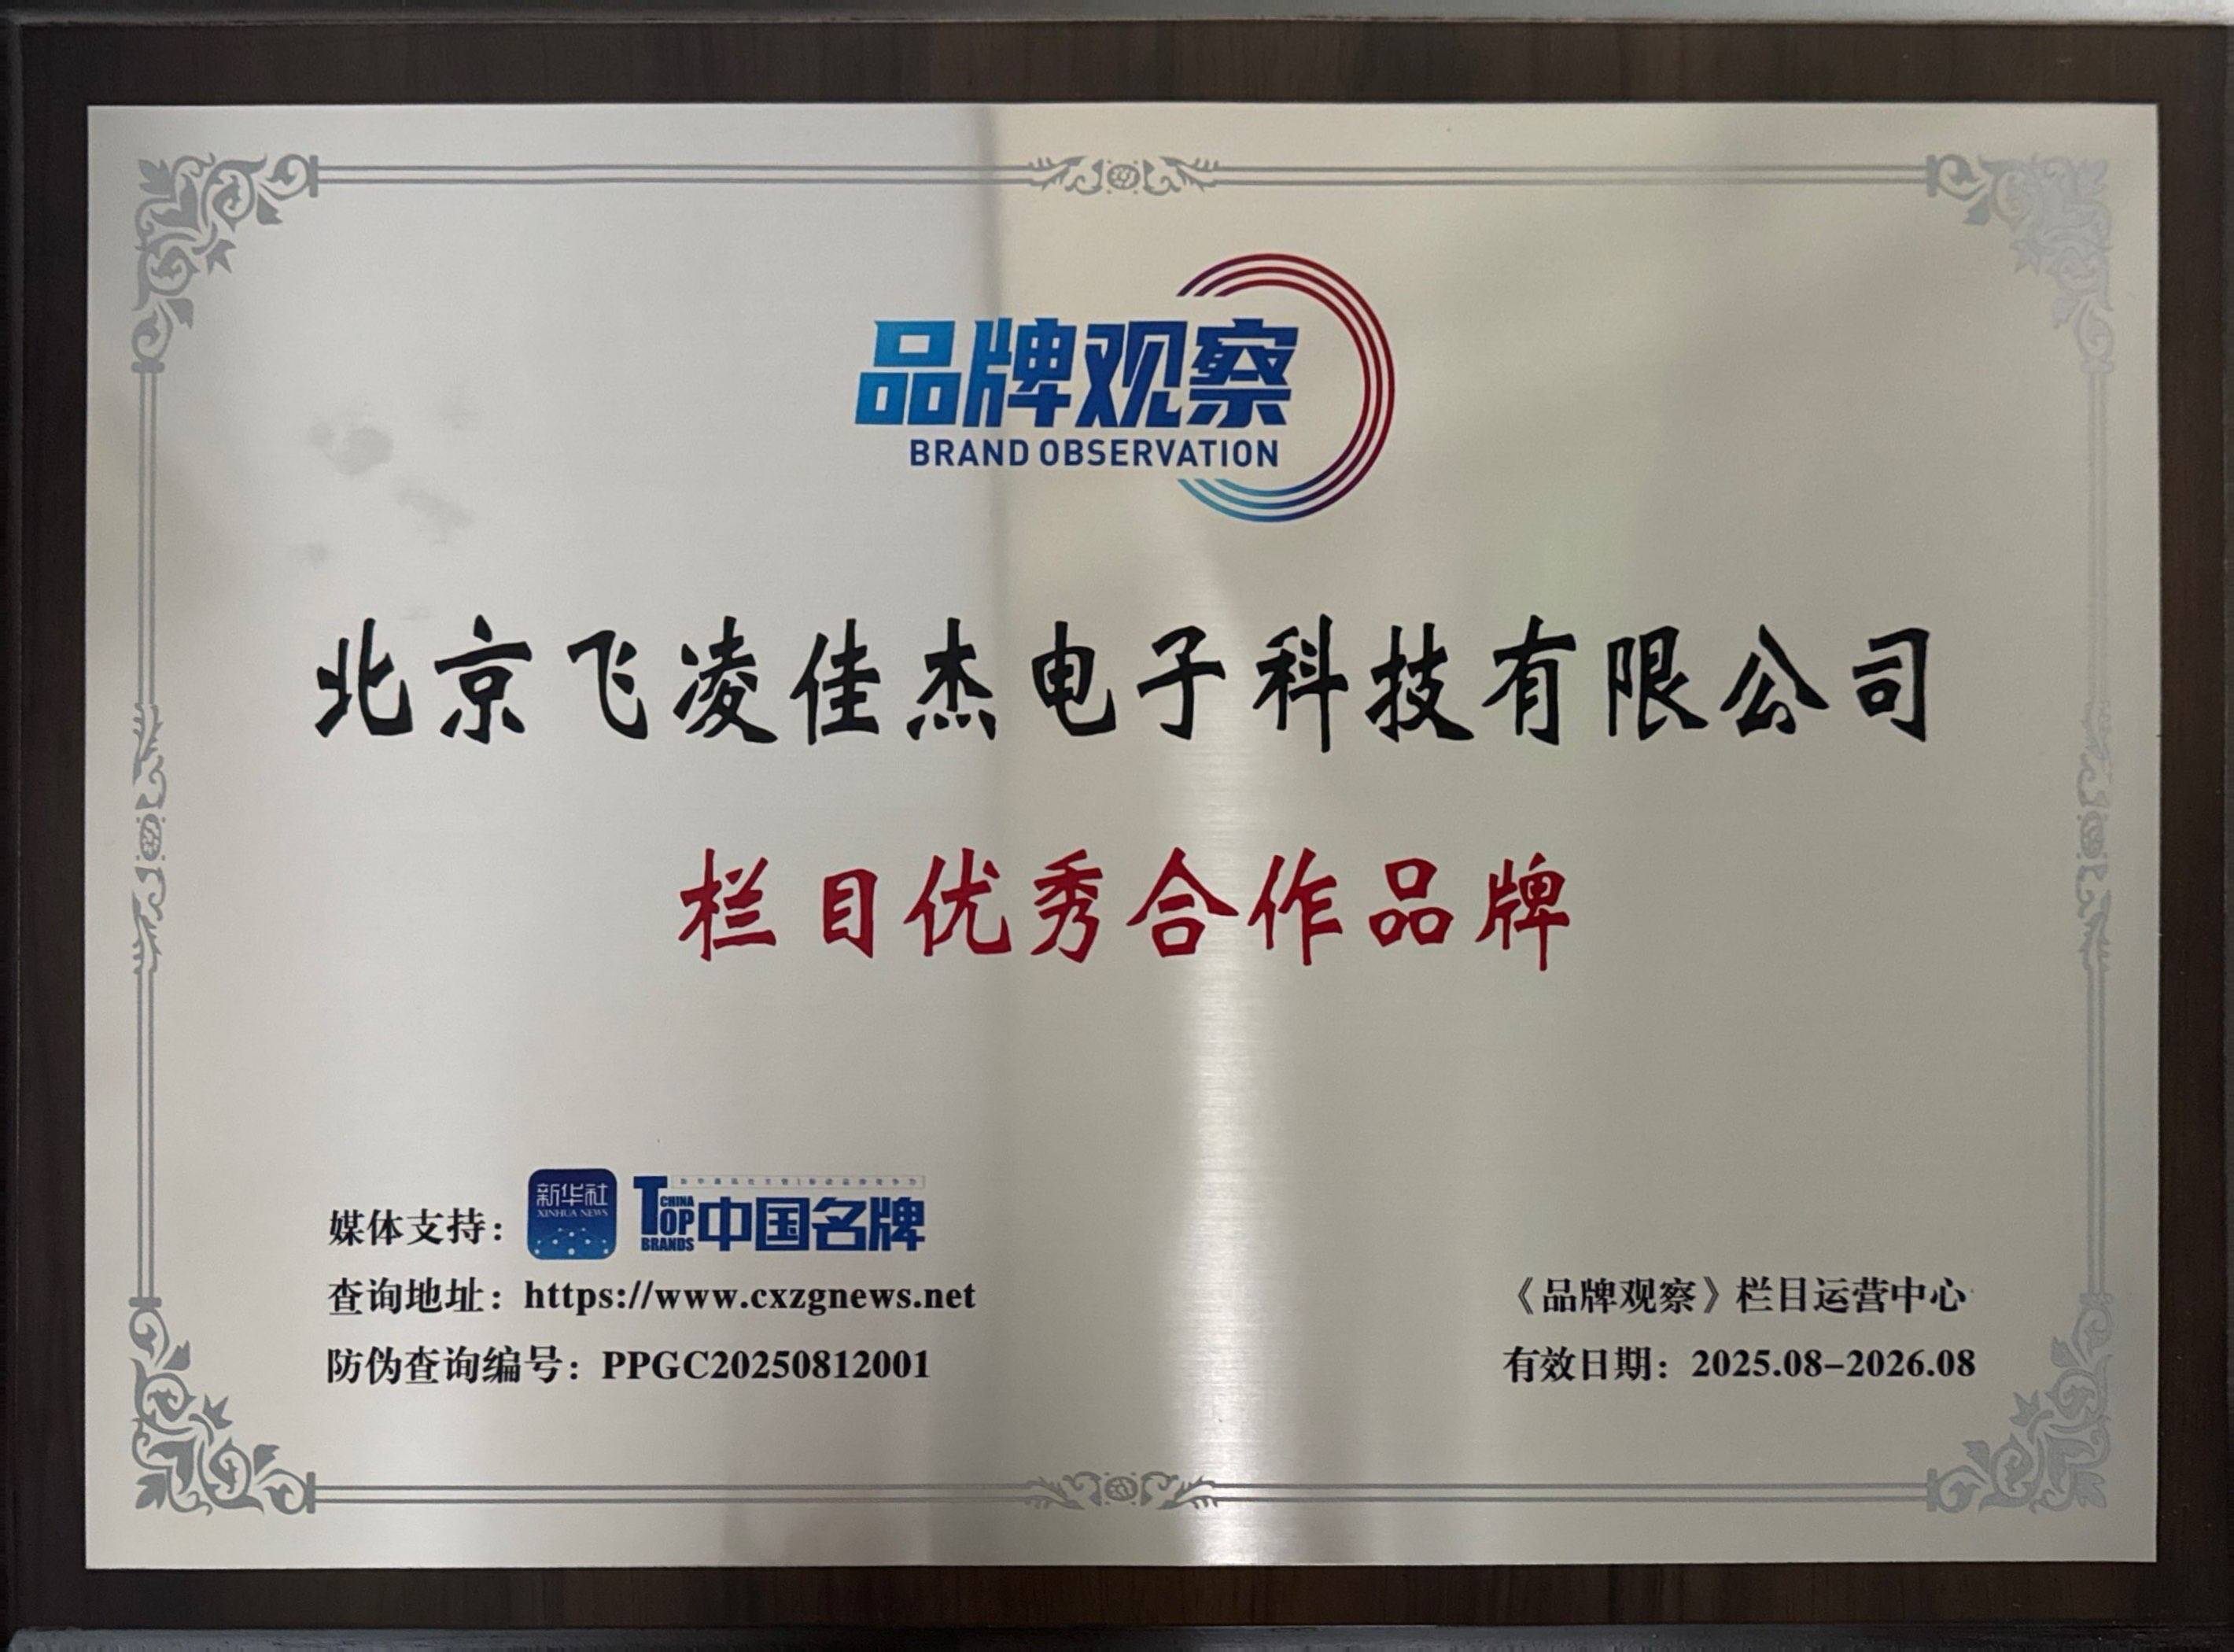 品牌观察
BRAND OBSERVATION
北京飞凌佳杰电子科技有限公司
栏目优秀合作品牌
媒体支持：
新华社
XINHUA NEWS
CHINA
TOP
BRANDS
中国名牌
查询地址：https://www.cxzgnews.net
防伪查询编号：PPGC20250812001
《品牌观察》栏目运营中心
有效日期：2025.08-2026.08